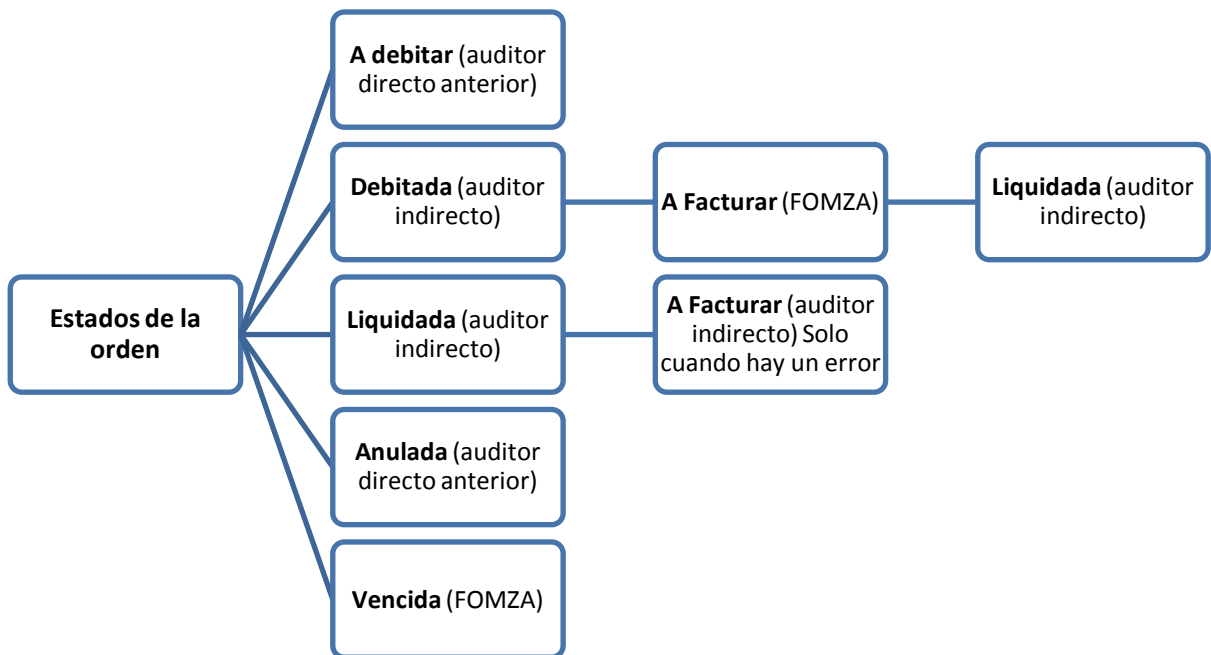 A debitar (auditor
directo anterior)
Debitada (auditor
indirecto)
A Facturar (FOMZA)
Liquidada (auditor
indirecto)
Estados de la
orden
Liquidada (auditor
indirecto)
A Facturar (auditor
indirecto) Solo
cuando hay un error
Anulada (auditor
directo anterior)
Vencida (FOMZA)